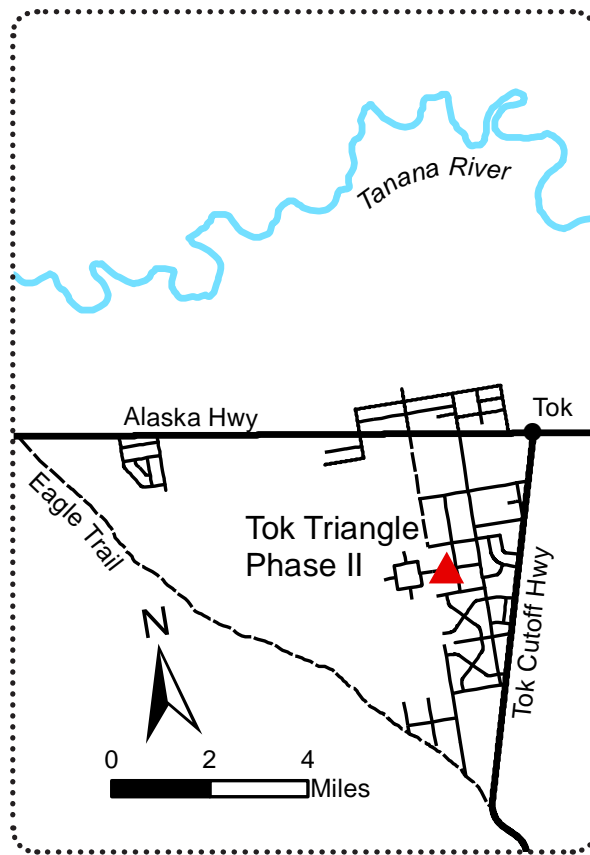 Tanana River
Alaska Hwy
Tok
Eagle Trail
Tok Triangle
Phase II
Tok Cutoff Hwy
N
0 2 4
Miles